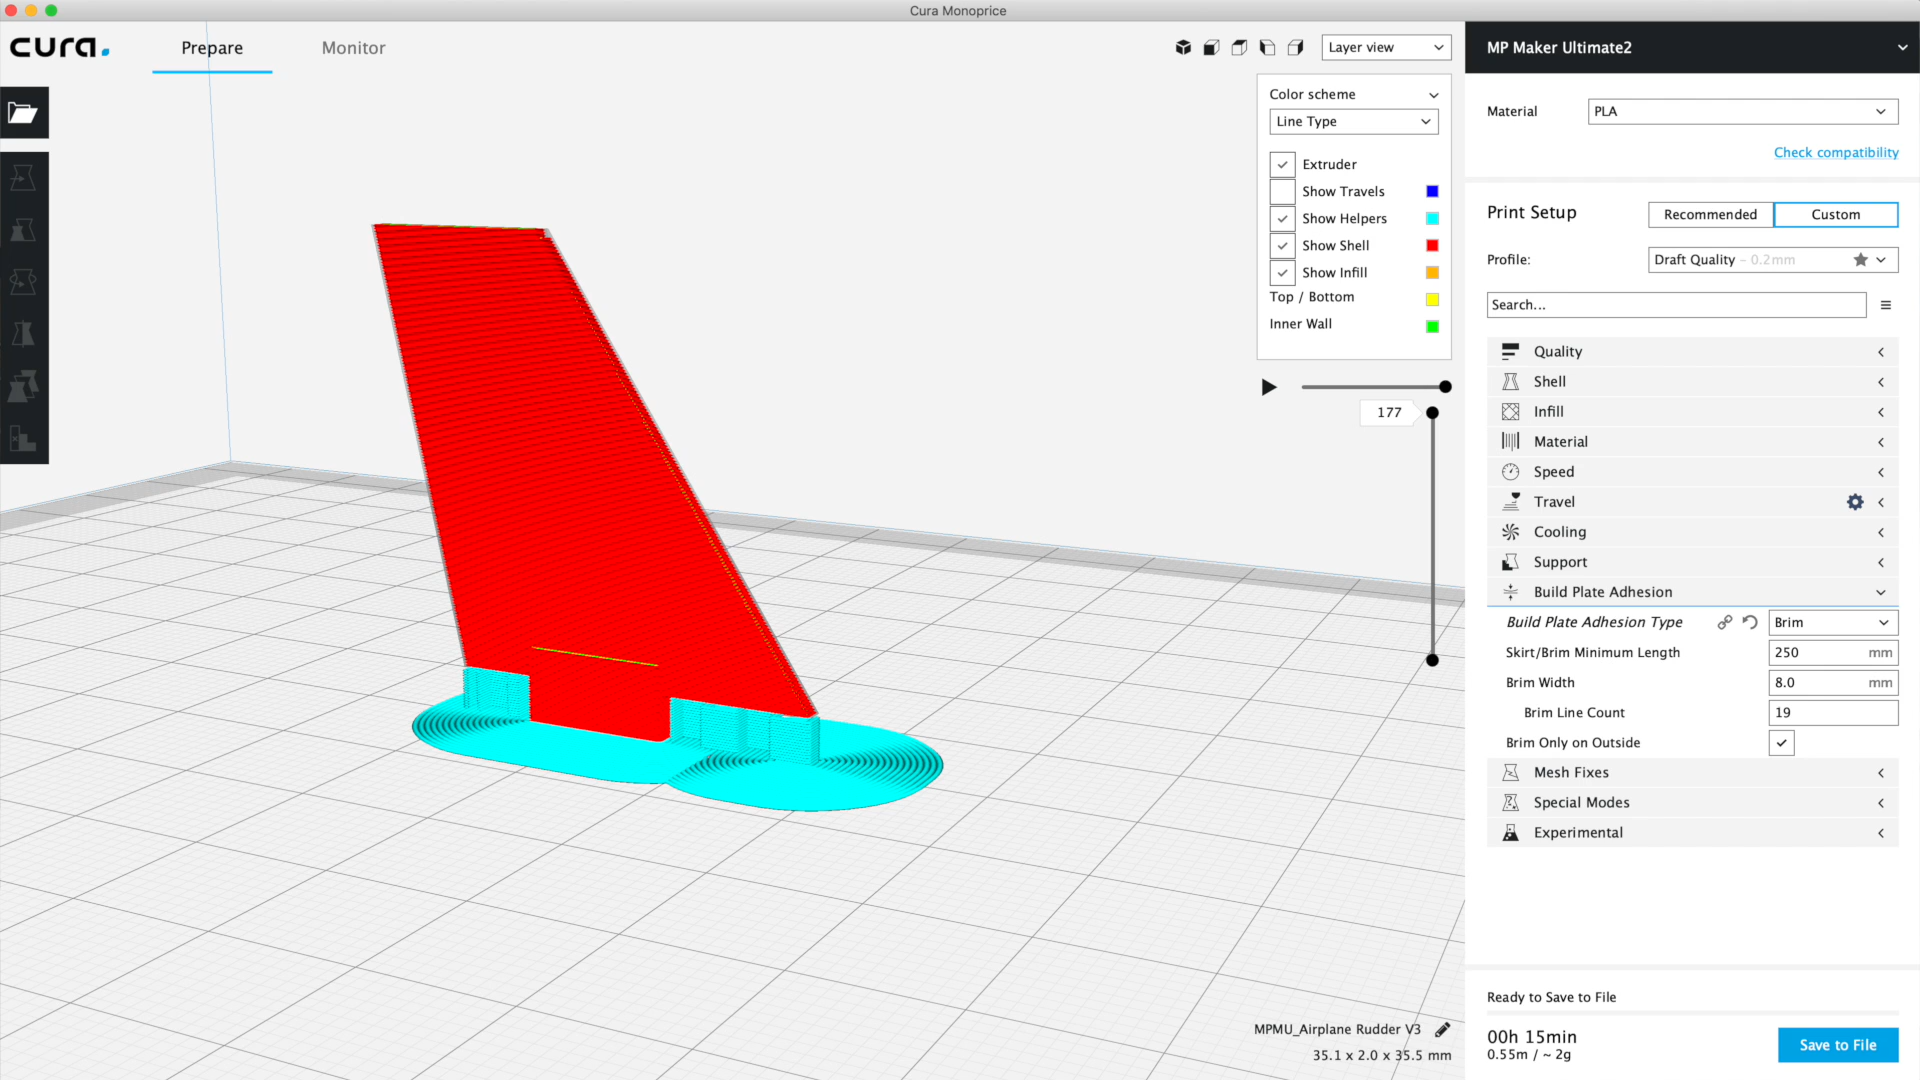 Cura Monoprice
cura.
Prepare
Monitor
Layer view
MP Maker Ultimate2
Color scheme
Line Type
Extruder
Show Travels
Show Helpers
Show Shell
Show Infill
Top / Bottom
Inner Wall
177
Material
PLA
Check compatibility
Print Setup
Recommended
Custom
Profile:
Draft Quality - 0.2mm
Search...
Quality
Shell
Infill
Material
Speed
Travel
Cooling
Support
Build Plate Adhesion
Build Plate Adhesion Type
Brim
Skirt/Brim Minimum Length
250 mm
Brim Width
8.0 mm
Brim Line Count
19
Brim Only on Outside
Mesh Fixes
Special Modes
Experimental
MPMU_Airplane Rudder V3
35.1 x 2.0 x 35.5 mm
Ready to Save to File
00h 15min
0.55m / ~ 2g
Save to File